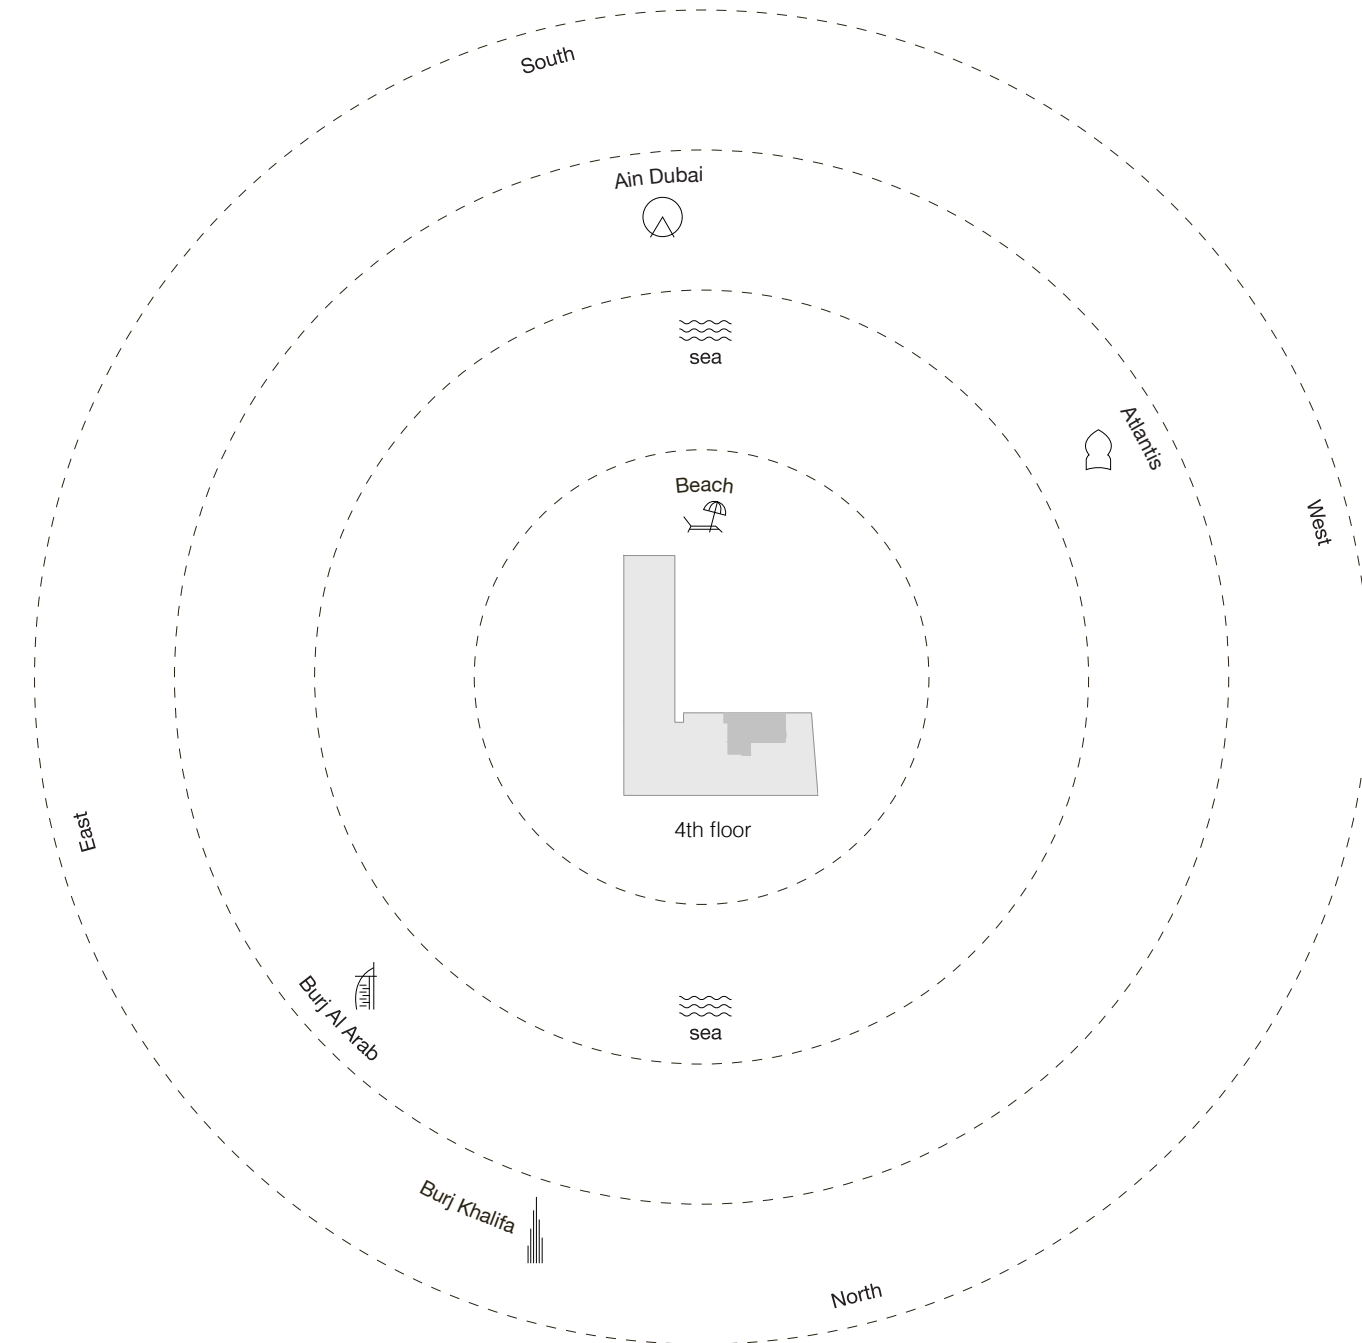 South
Ain Dubai
sea
Atlantis
Beach
West
4th floor
East
Burj Al Arab
sea
Burj Khalifa
North